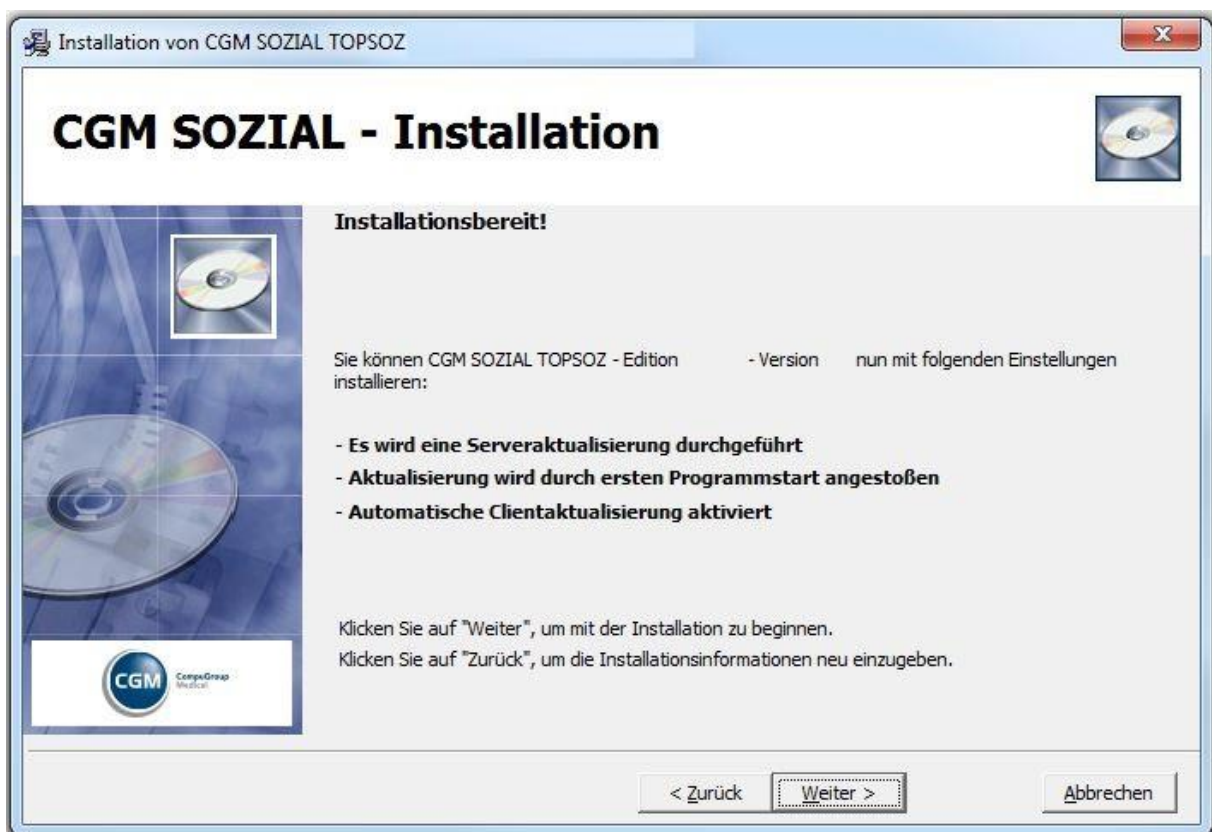 Installation von CGM SOZIAL TOPSOZ
CGM SOZIAL - Installation
Installationsbereit!
Sie können CGM SOZIAL TOPSOZ - Edition - Version nun mit folgenden Einstellungen
installieren:
- Es wird eine Serveraktualisierung durchgeführt
- Aktualisierung wird durch ersten Programmstart angestoßen
- Automatische Clientaktualisierung aktiviert
Klicken Sie auf "Weiter", um mit der Installation zu beginnen.
Klicken Sie auf "Zurück", um die Installationsinformationen neu einzugeben.
CGM
CompuGroup
Medical
< Zurück
Weiter >
Abbrechen